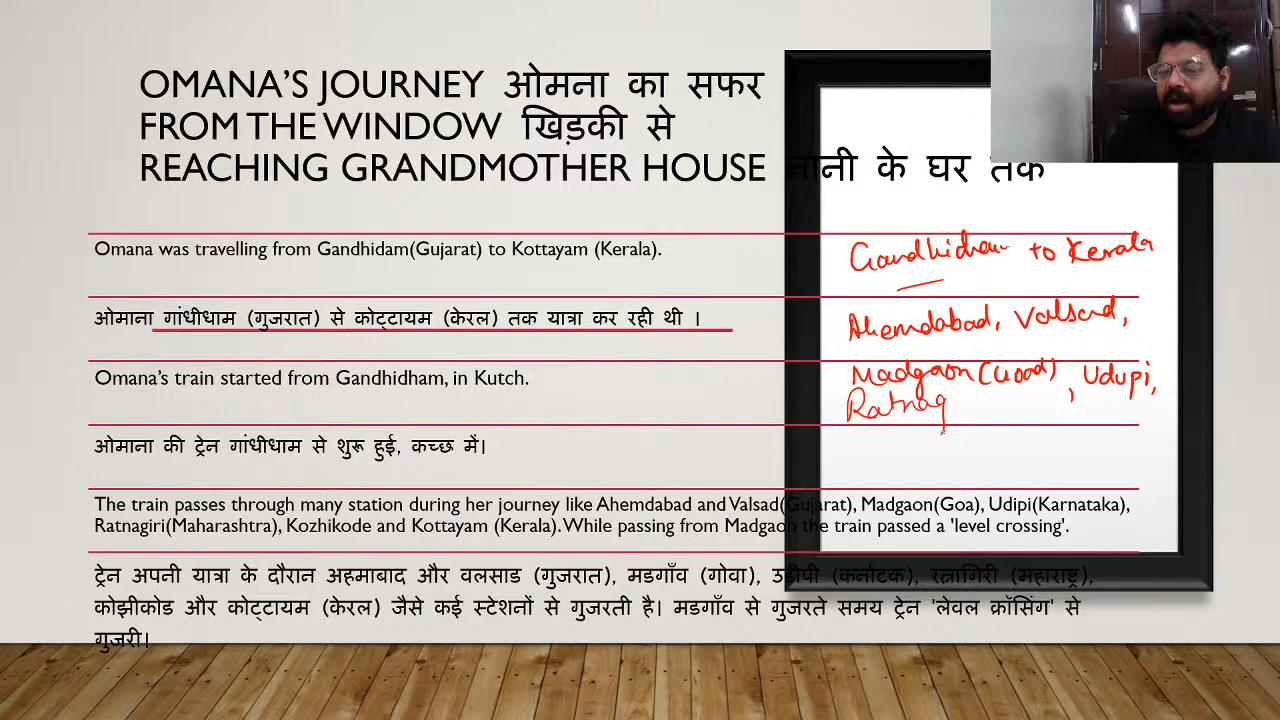 OMANA'S JOURNEY ओमना का सफर
FROM THE WINDOW खिड़की से
REACHING GRANDMOTHER HOUSE नानी के घर तक
Omana was travelling from Gandhidam(Gujarat) to Kottayam (Kerala).
ओमाना गांधीधाम (गुजरात) से कोट्टायम (केरल) तक यात्रा कर रही थी ।
Omana's train started from Gandhidham, in Kutch.
ओमाना की ट्रेन गांधीधाम से शुरू हुई, कच्छ में।
The train passes through many station during her journey like Ahemdabad and Valsad(Gujarat), Madgaon(Goa), Udipi(Karnataka),
Ratnagiri(Maharashtra), Kozhikode and Kottayam (Kerala). While passing from Madgaon the train passed a 'level crossing'.
ट्रेन अपनी यात्रा के दौरान अहमाबाद और वलसाड (गुजरात), मडगाँव (गोवा), उडीपी (कर्नाटक), रत्नागिरी (महाराष्ट्र),
कोझीकोड और कोट्टायम (केरल) जैसे कई स्टेशनों से गुजरती है। मडगाँव से गुजरते समय ट्रेन 'लेवल क्रॉसिंग' से
गुजरी।
Gandhidham to Kerala
Ahemdabad, Valsad,
Madgaon (Goa), Udupi,
Ratnag